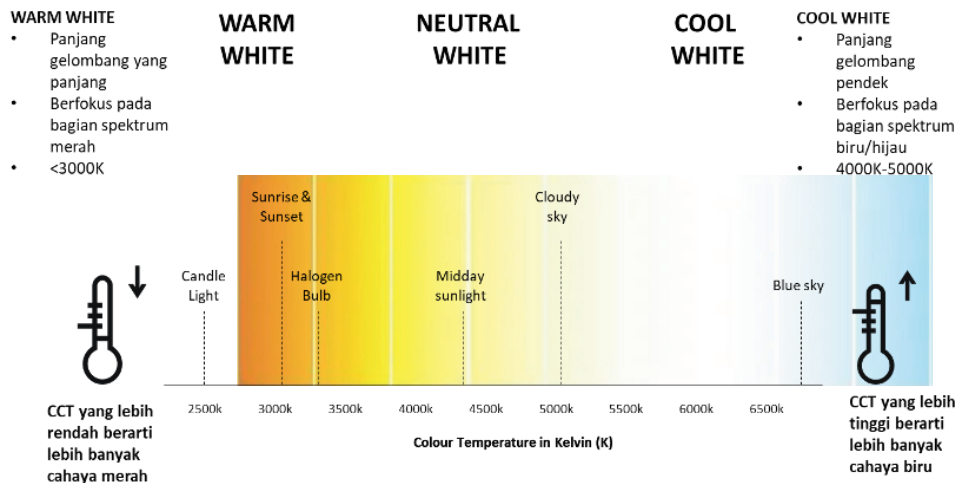 WARM WHITE
• Panjang
gelombang yang
panjang
• Berfokus pada
bagian spektrum
merah
• <3000K
WARM
WHITE
NEUTRAL
WHITE
COOL
WHITE
COOL WHITE
• Panjang
gelombang
pendek
• Berfokus pada
bagian spektrum
biru/hijau
• 4000K-5000K
Sunrise &
Sunset
Cloudy
sky
Candle
Light
Halogen
Bulb
Midday
sunlight
Blue sky
2500k 3000k 3500k 4000k 4500k 5000k 5500k 6000k 6500k
Colour Temperature in Kelvin (K)
CCT yang lebih
rendah berarti
lebih banyak
cahaya merah
CCT yang lebih
tinggi berarti
lebih banyak
cahaya biru